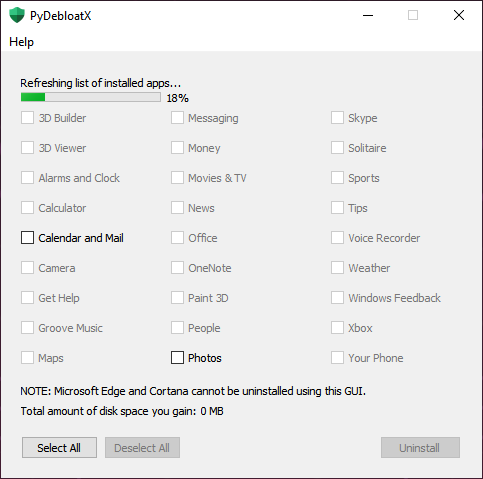 PyDebloatX
Help
Refreshing list of installed apps...
18%
3D Builder Messaging Skype
3D Viewer Money Solitaire
Alarms and Clock Movies & TV Sports
Calculator News Tips
Calendar and Mail Office Voice Recorder
Camera OneNote Weather
Get Help Paint 3D Windows Feedback
Groove Music People Xbox
Maps Photos Your Phone
NOTE: Microsoft Edge and Cortana cannot be uninstalled using this GUI.
Total amount of disk space you gain: 0 MB
Select All Deselect All Uninstall